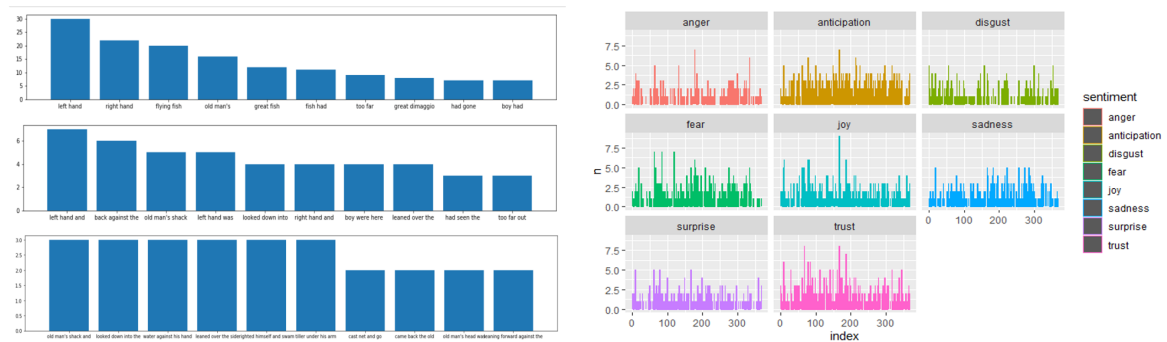 30
25
20
15
10
5
0
left hand right hand flying fish old man's great fish fish had too far great dimaggio had gone boy had
6
4
2
0
left hand and back against the old man's shack left hand was looked down into right hand and boy were here leaned over the had seen the too far out
3.0
2.5
2.0
1.5
1.0
0.5
0.0
old man's shack and looked down into the water against his hand leaned over the side righted himself and swam tiller under his arm cast net and go came back the old old man's head was leaning forward against the
anger anticipation disgust
7.5
5.0
2.5
0.0
fear joy sadness
7.5
5.0
2.5
0.0
n
surprise trust
7.5
5.0
2.5
0.0
0 100 200 300
0 100 200 300
0 100 200 300
index
sentiment
anger
anticipation
disgust
fear
joy
sadness
surprise
trust